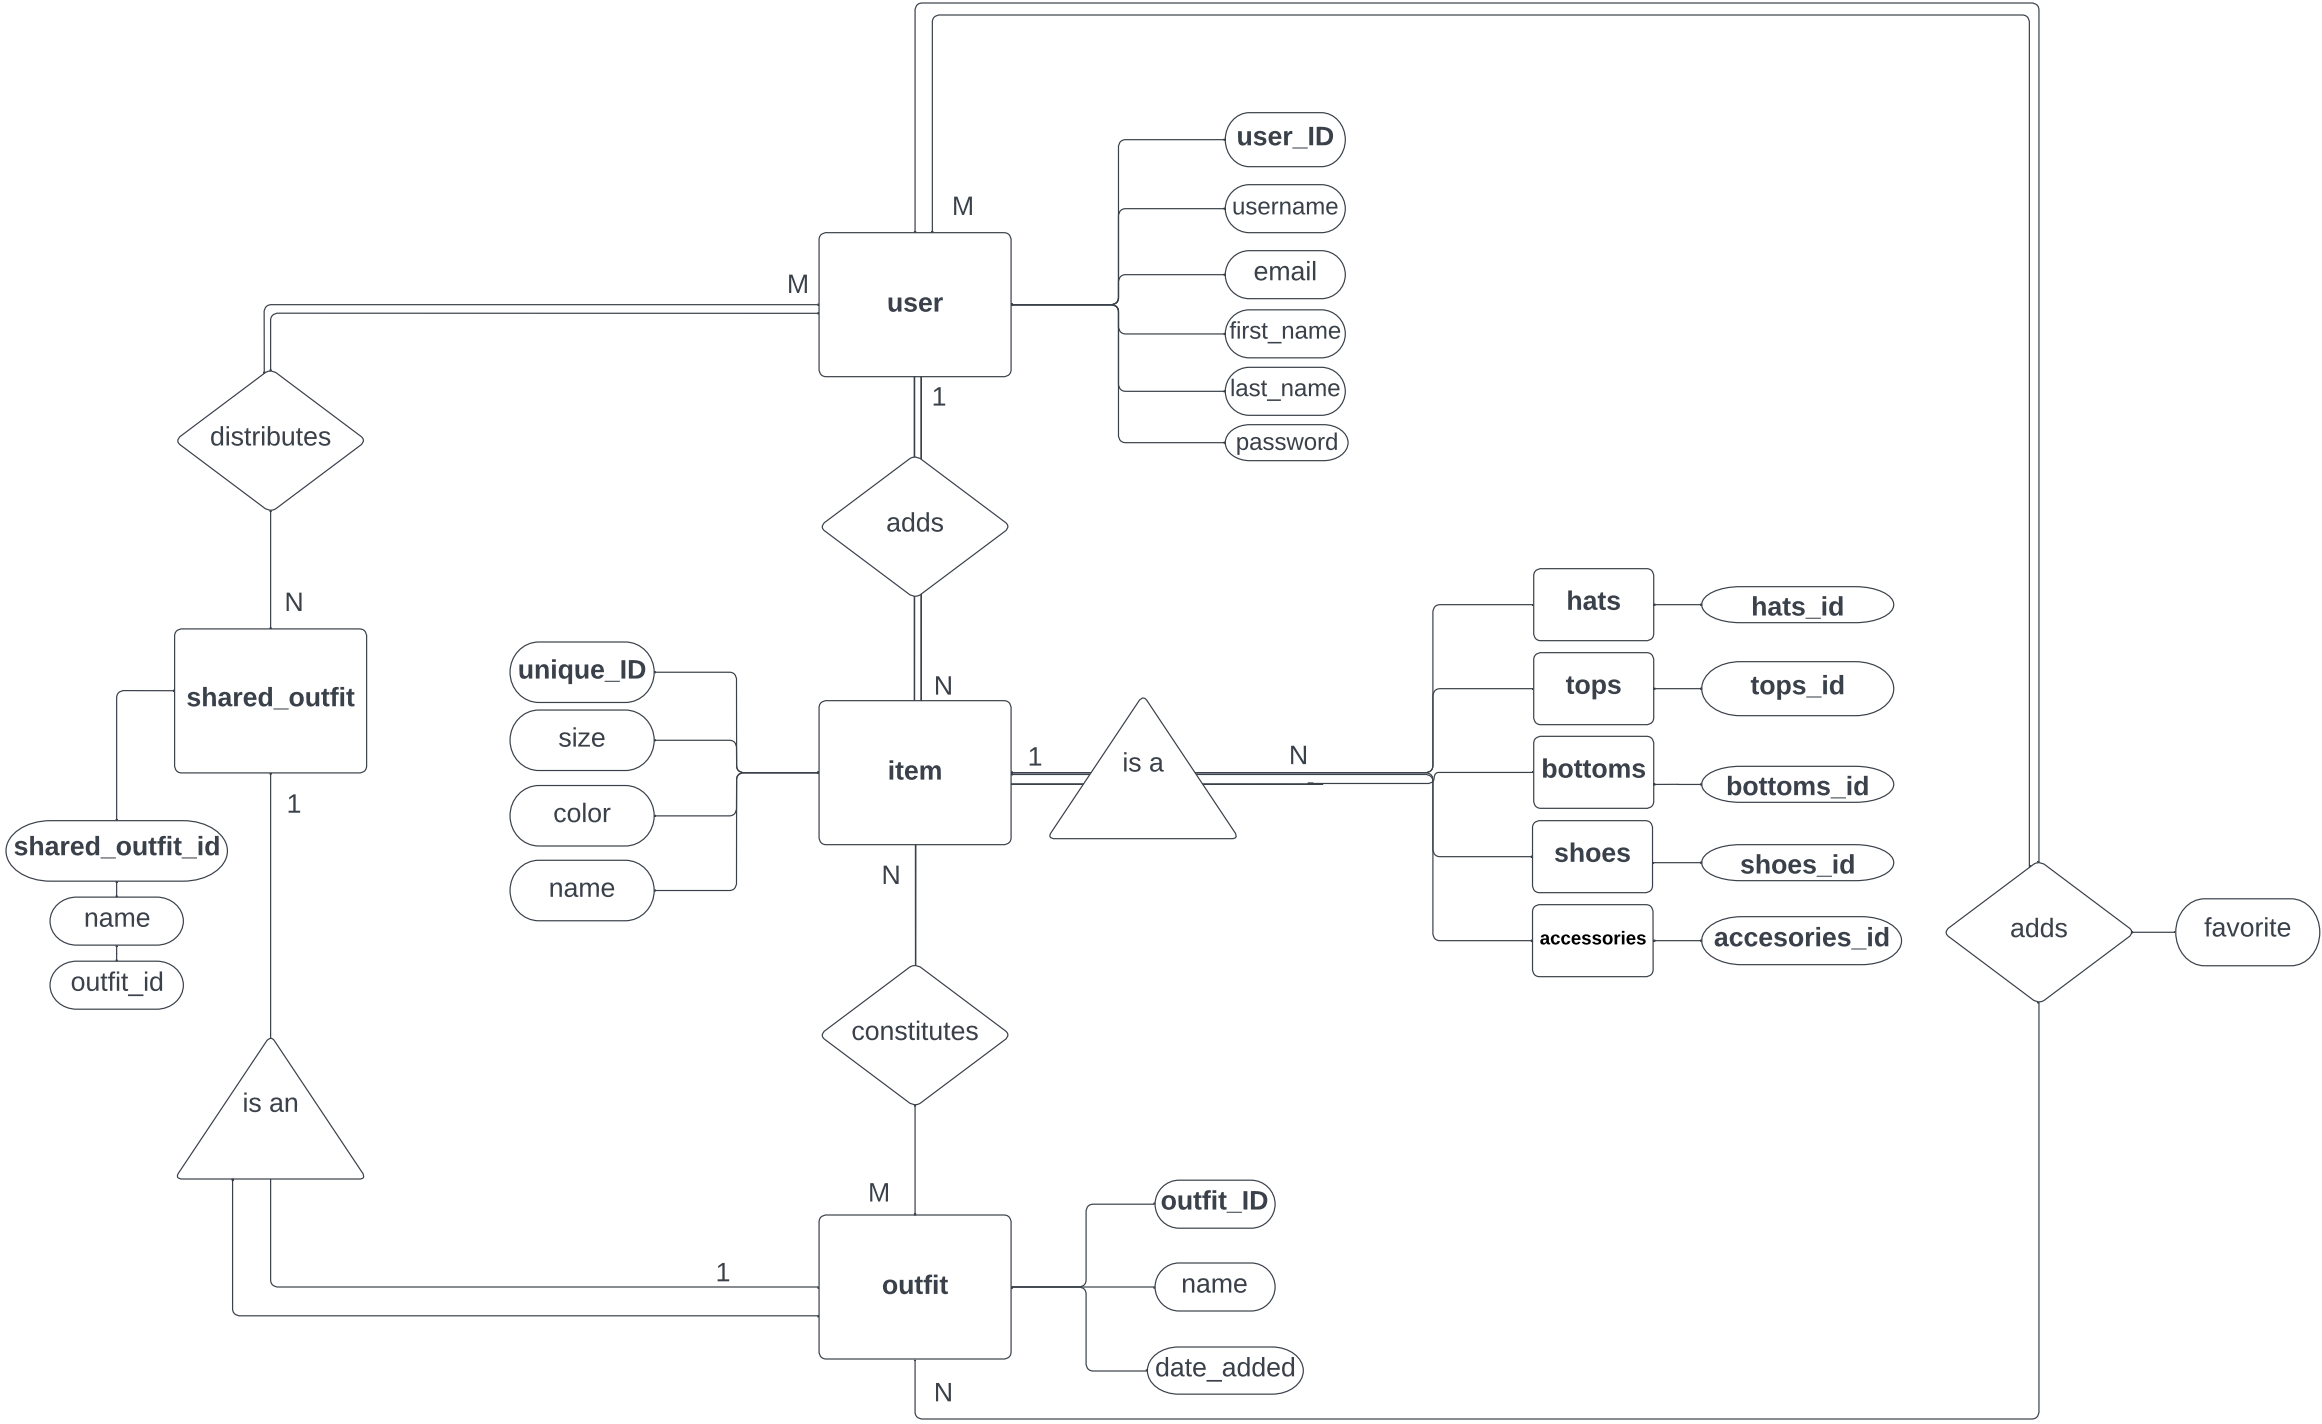 user_ID
M
username
email
M
user
first_name
last_name
1
distributes
password
adds
hats
hats_id
N
unique_ID
N
tops
tops_id
shared_outfit
size
item
1
is a
N
bottoms
bottoms_id
1
color
shared_outfit_id
N
shoes
shoes_id
name
name
accessories
accesories_id
adds
favorite
outfit_id
constitutes
is an
M
outfit_ID
1
outfit
name
date_added
N